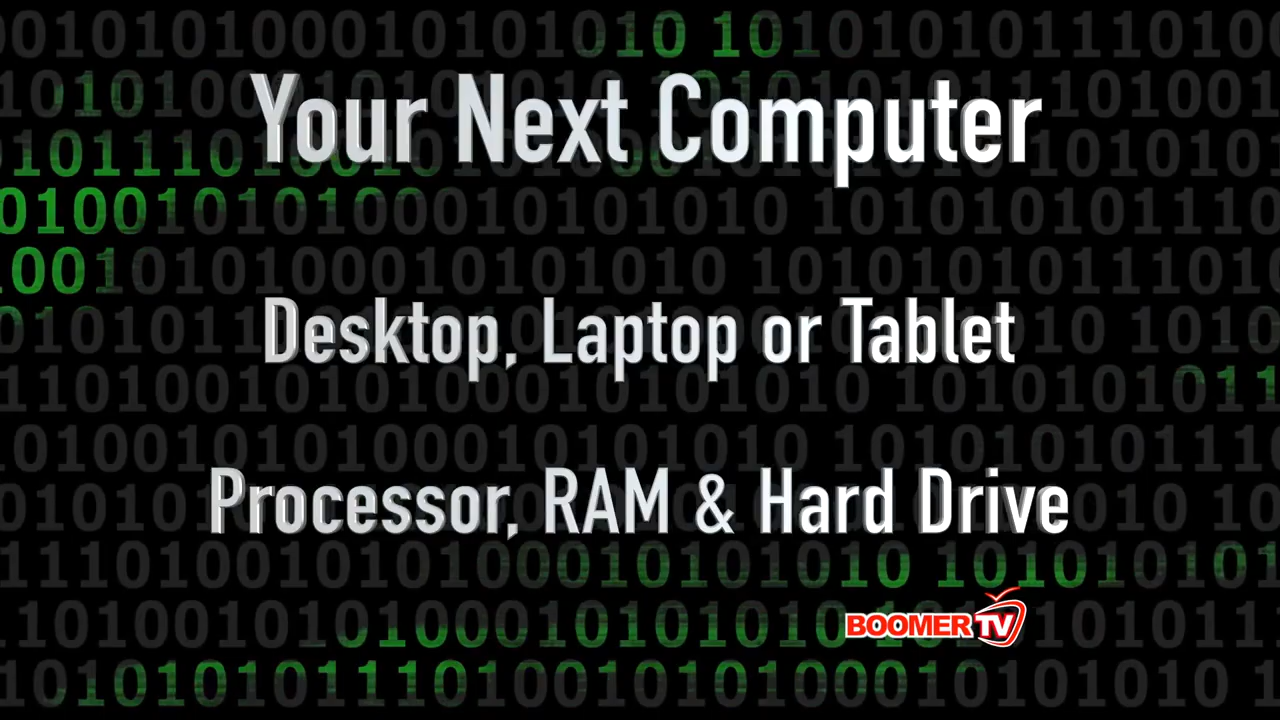 Your Next Computer
Desktop, Laptop or Tablet
Processor, RAM & Hard Drive
BOOMER TV